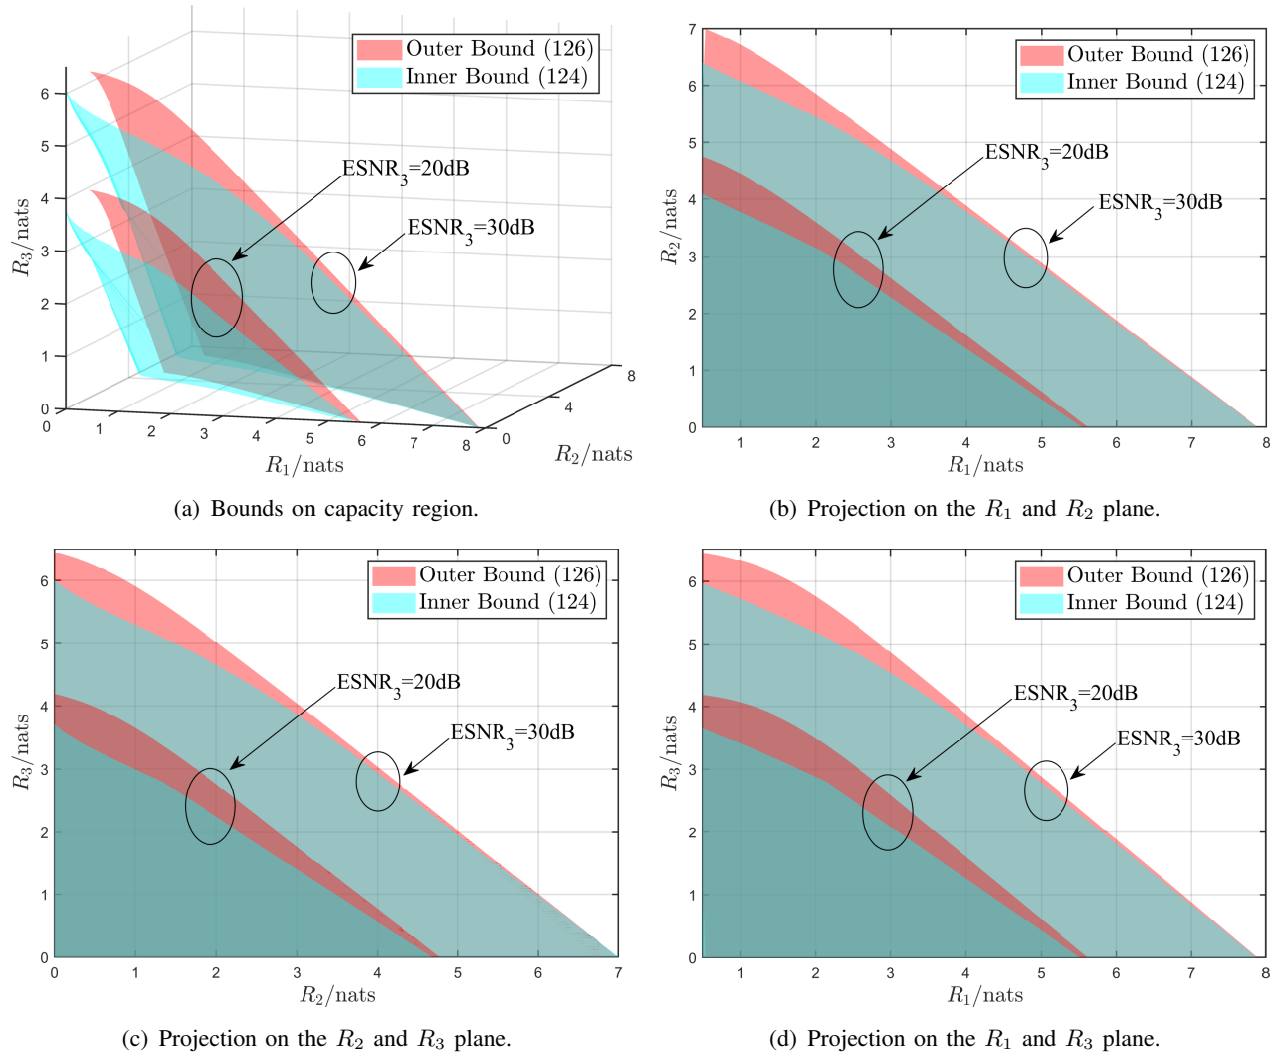 Outer Bound (126)
Inner Bound (124)
ESNR3=20dB
ESNR3=30dB
R3/nats
6
5
4
3
2
1
0
0 1 2 3 4 5 6 7 8
0 4 8
R1/nats
R2/nats
(a) Bounds on capacity region.
Outer Bound (126)
Inner Bound (124)
ESNR3=20dB
ESNR3=30dB
R2/nats
7
6
5
4
3
2
1
0
1 2 3 4 5 6 7 8
R1/nats
(b) Projection on the R1 and R2 plane.
Outer Bound (126)
Inner Bound (124)
ESNR3=20dB
ESNR3=30dB
R3/nats
6
5
4
3
2
1
0
0 1 2 3 4 5 6 7
R2/nats
(c) Projection on the R2 and R3 plane.
Outer Bound (126)
Inner Bound (124)
ESNR3=20dB
ESNR3=30dB
R3/nats
6
5
4
3
2
1
0
1 2 3 4 5 6 7 8
R1/nats
(d) Projection on the R1 and R3 plane.